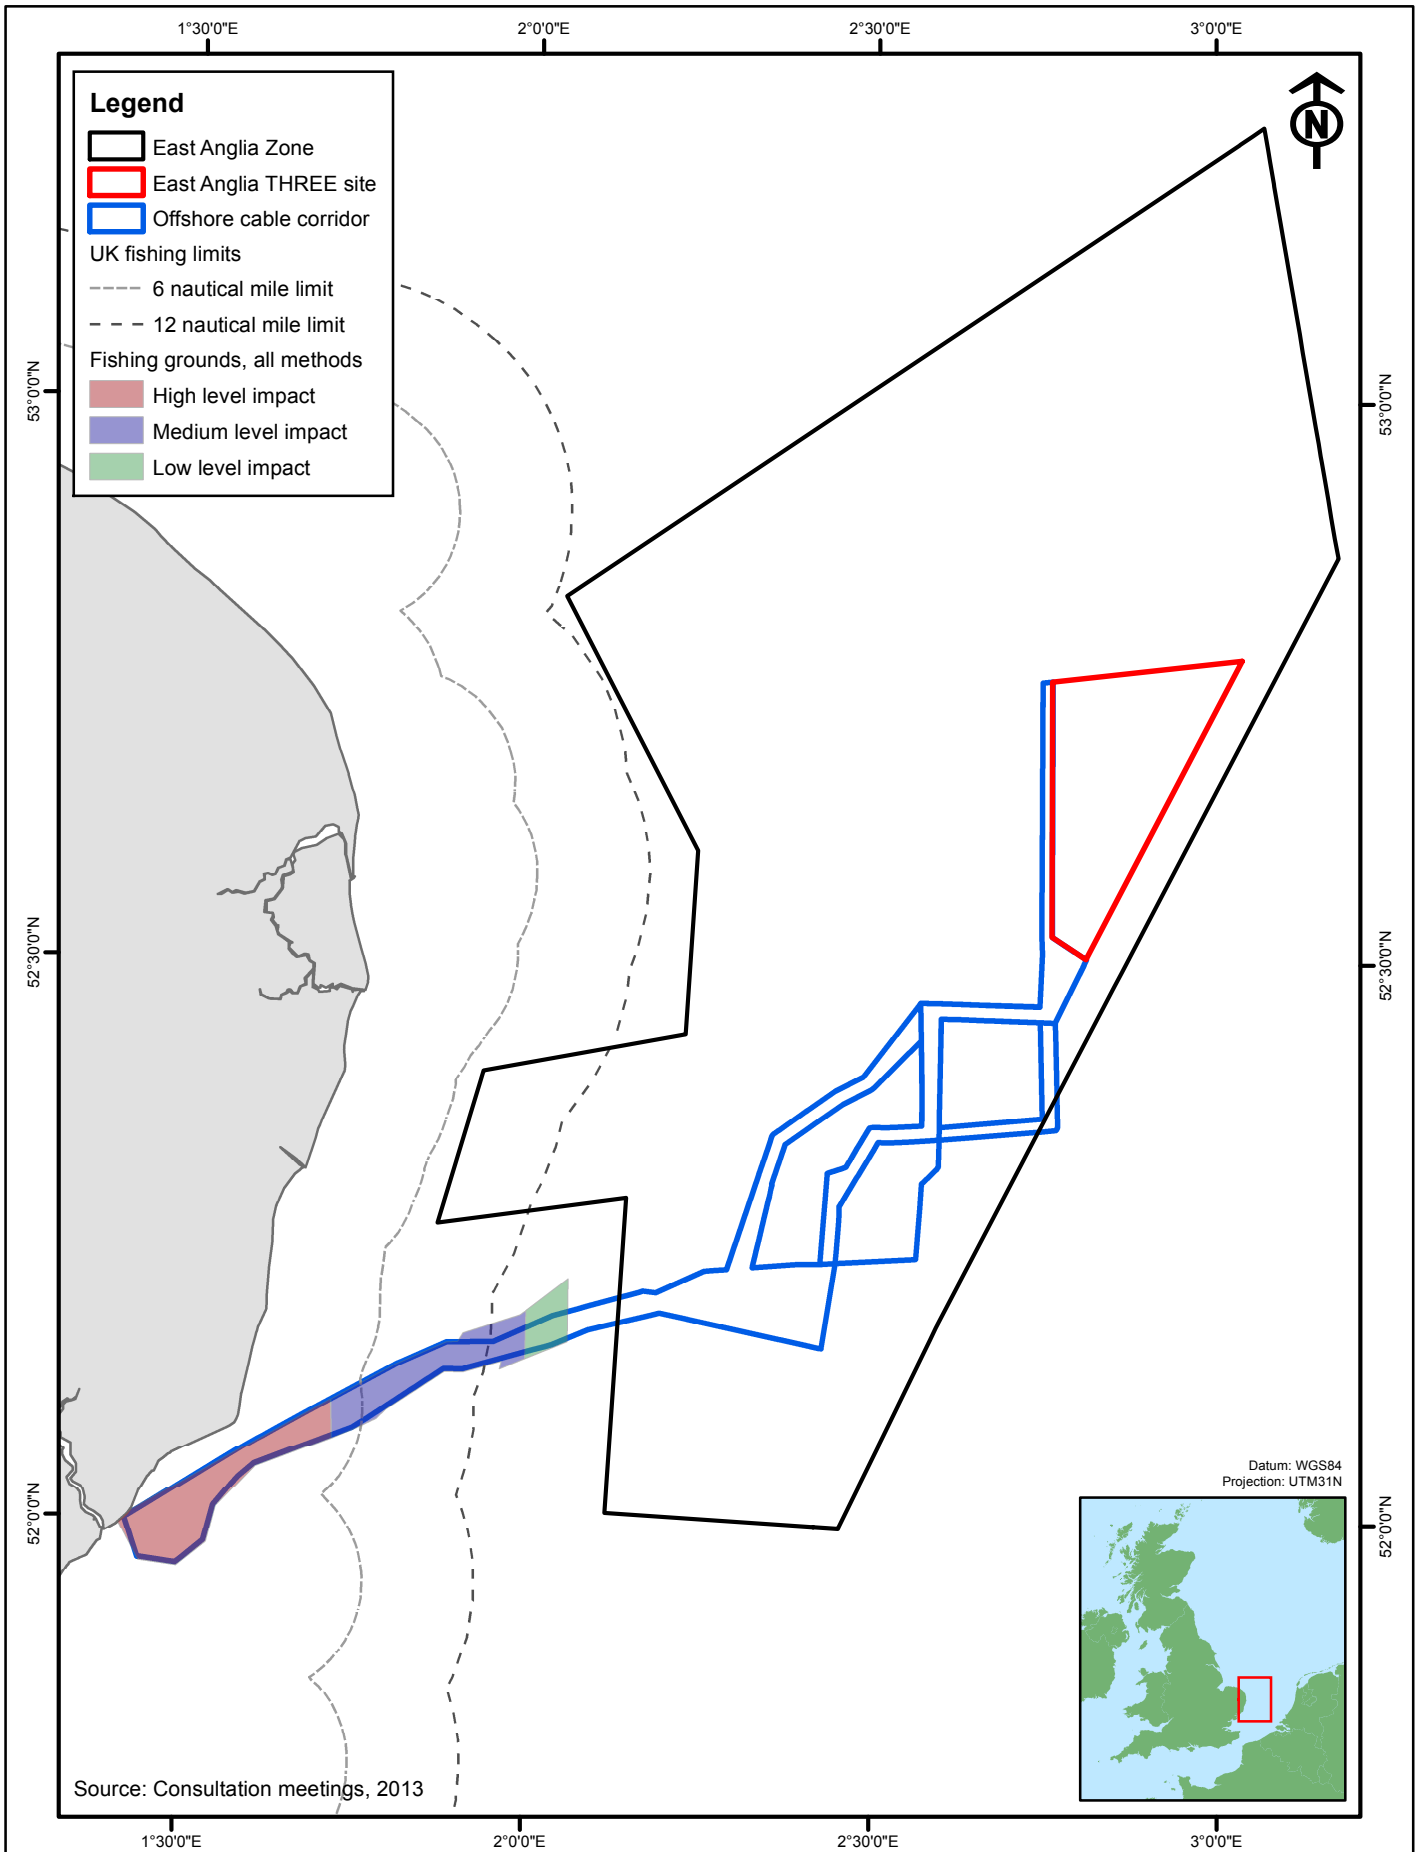 1°30'0"E 2°0'0"E 2°30'0"E 3°0'0"E
N
Legend
East Anglia Zone
East Anglia THREE site
Offshore cable corridor
UK fishing limits
6 nautical mile limit
12 nautical mile limit
Fishing grounds, all methods
High level impact
Medium level impact
Low level impact
53°0'0"N
53°0'0"N
52°30'0"N
52°30'0"N
52°0'0"N
52°0'0"N
Datum: WGS84
Projection: UTM31N
Source: Consultation meetings, 2013
1°30'0"E 2°0'0"E 2°30'0"E 3°0'0"E